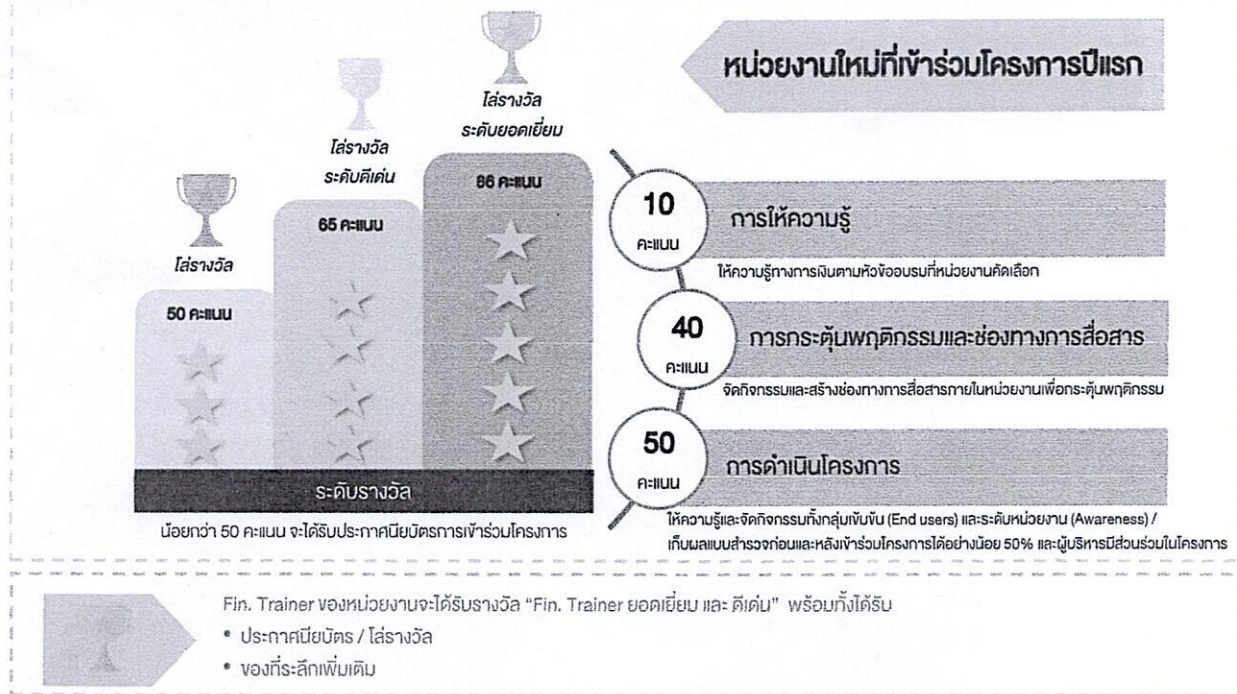 หน่วยงานใหม่ที่เข้าร่วมโครงการปีแรก
โล่รางวัล
ระดับยอดเยี่ยม
โล่รางวัล
ระดับดีเด่น
โล่รางวัล
86 คะแนน
65 คะแนน
50 คะแนน
ระดับรางวัล
น้อยกว่า 50 คะแนน จะได้รับประกาศนียบัตรการเข้าร่วมโครงการ
10
คะแนน
การให้ความรู้
ให้ความรู้ทางการเงินตามหัวข้ออบรมที่หน่วยงานคัดเลือก
40
คะแนน
การกระตุ้นพฤติกรรมและช่องทางการสื่อสาร
จัดกิจกรรมและสร้างช่องทางการสื่อสารภายในหน่วยงานเพื่อกระตุ้นพฤติกรรม
50
คะแนน
การดำเนินโครงการ
ให้ความรู้และจัดกิจกรรมทั้งกลุ่มเข้มข้น (End users) และระดับหน่วยงาน (Awareness) /
เก็บผลแบบสำรวจก่อนและหลังเข้าร่วมโครงการได้อย่างน้อย 50% และผู้บริหารมีส่วนร่วมในโครงการ
Fin. Trainer ของหน่วยงานจะได้รับรางวัล “Fin. Trainer ยอดเยี่ยม และ ดีเด่น” พร้อมทั้งได้รับ
• ประกาศนียบัตร / โล่รางวัล
• ของที่ระลึกเพิ่มเติม